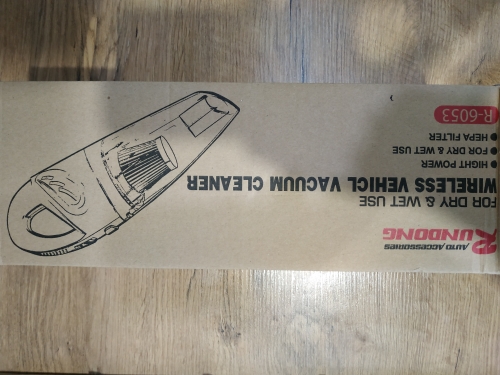 RUNDONG
AUTO ACCESSORIES
FOR DRY & WET USE
WIRELESS VEHICL VACUUM CLEANER
HIGHT POWER
● FOR DRY & WET USE
● HEPA FILTER
R-6053